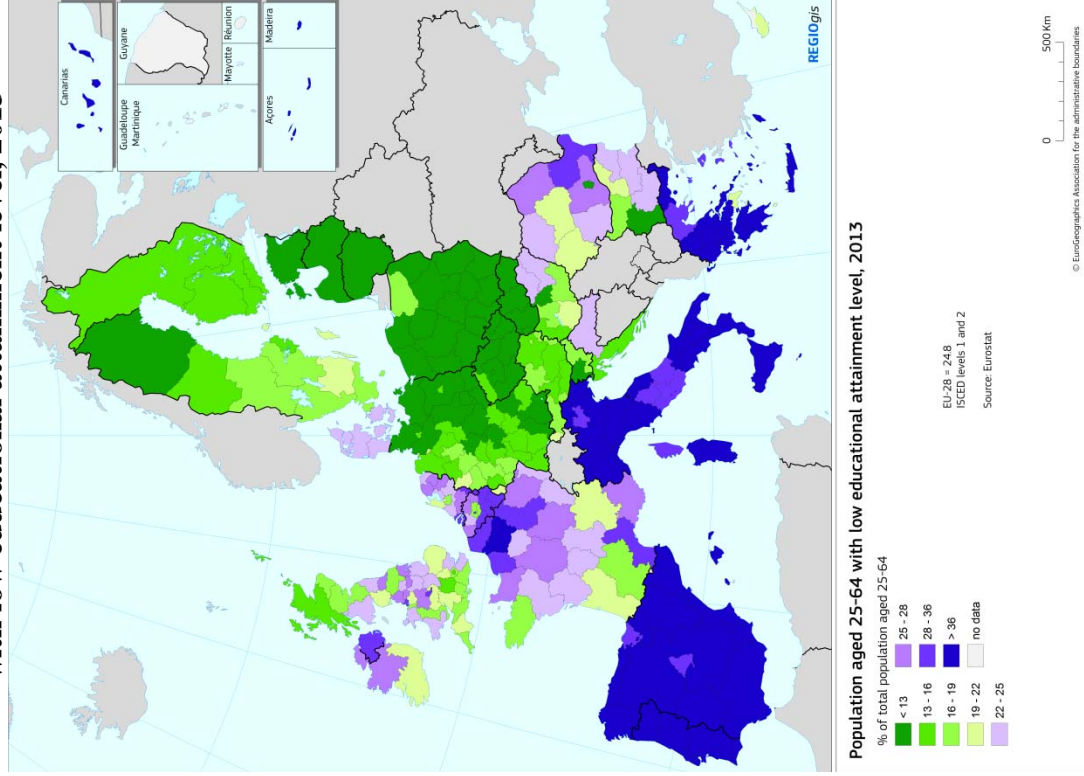 Canarias
Guadeloupe
Martinique
Guyane
Mayotte
Réunion
Açores
Madeira
REGIOgis
Population aged 25-64 with low educational attainment level, 2013
% of total population aged 25-64
< 13
13 - 16
16 - 19
19 - 22
22 - 25
25 - 28
28 - 36
> 36
no data
EU-28 = 24.8
ISCED levels 1 and 2
Source: Eurostat
0 500 Km
© EuroGeographics Association for the administrative boundaries